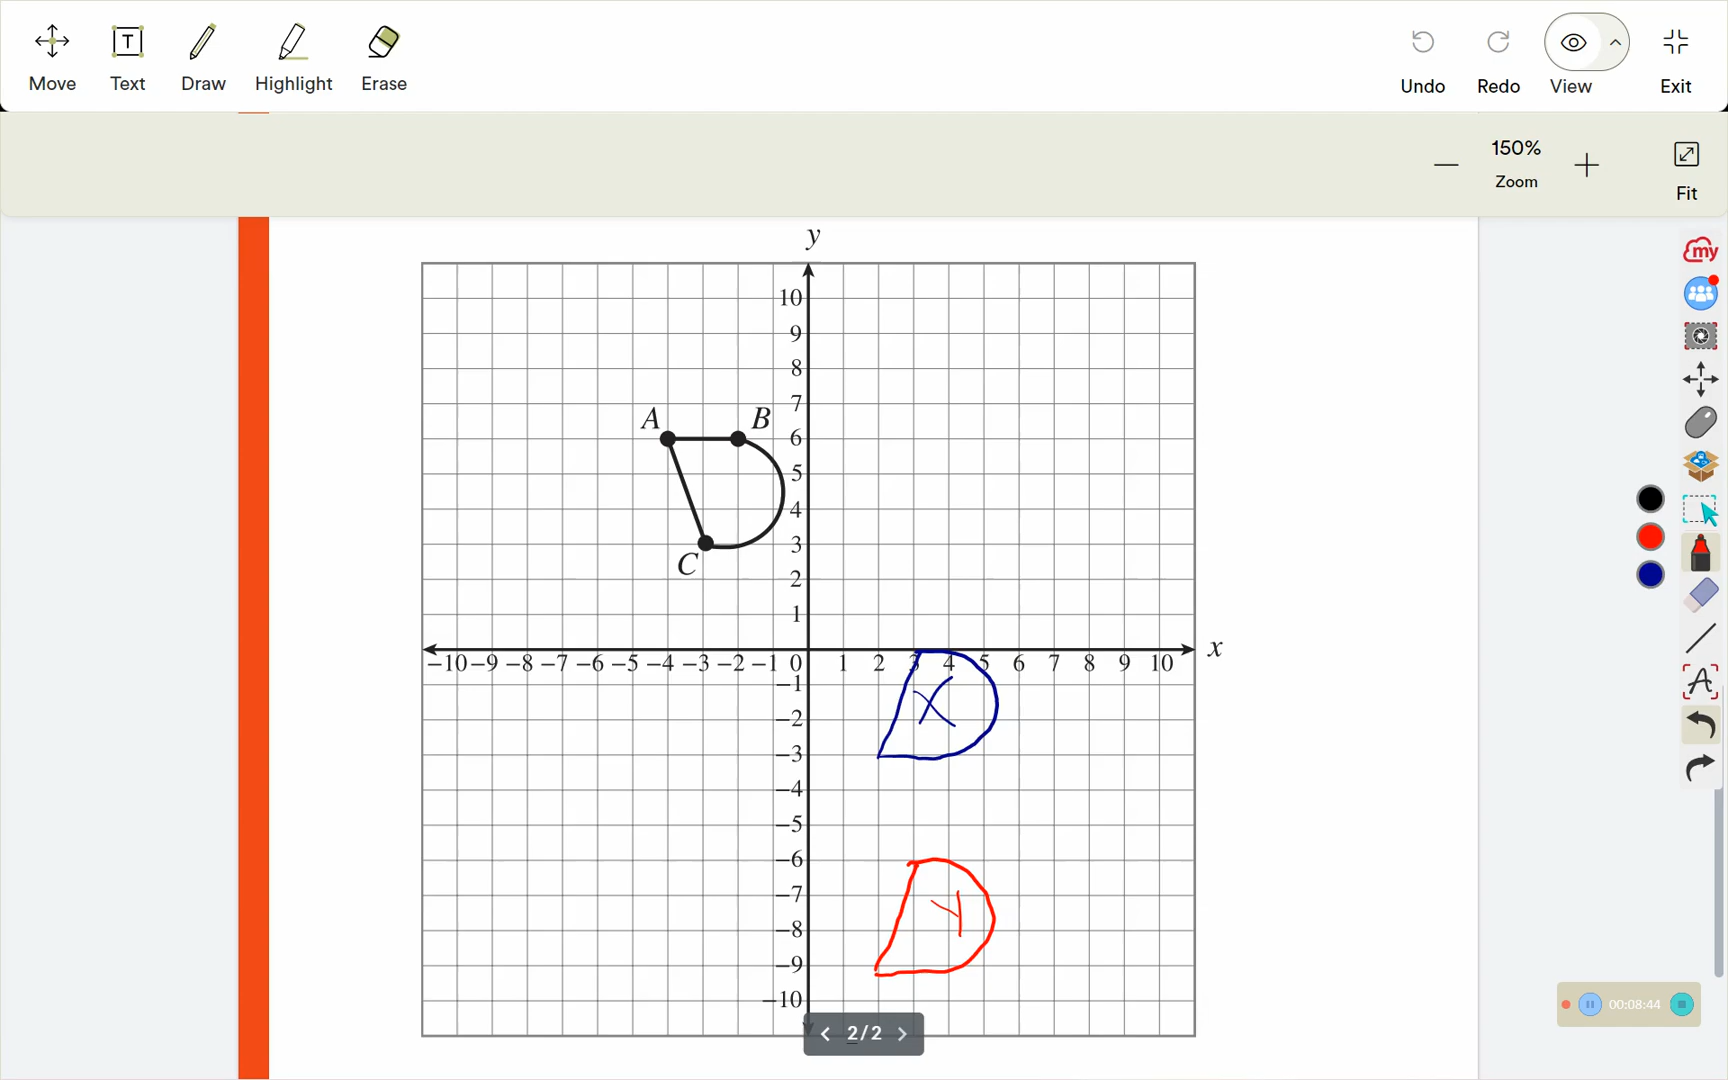 Move Text Draw Highlight Erase
Undo Redo View Exit
150%
Zoom
Fit
my
y
10
9
8
7
A B 6
5
4
3
C
2
1
x
−10 −9 −8 −7 −6 −5 −4 −3 −2 −1 0 1 2 3 4 5 6 7 8 9 10
−1
X
−2
−3
−4
−5
−6
−7
Y
−8
−9
−10
2/2
00:08:44